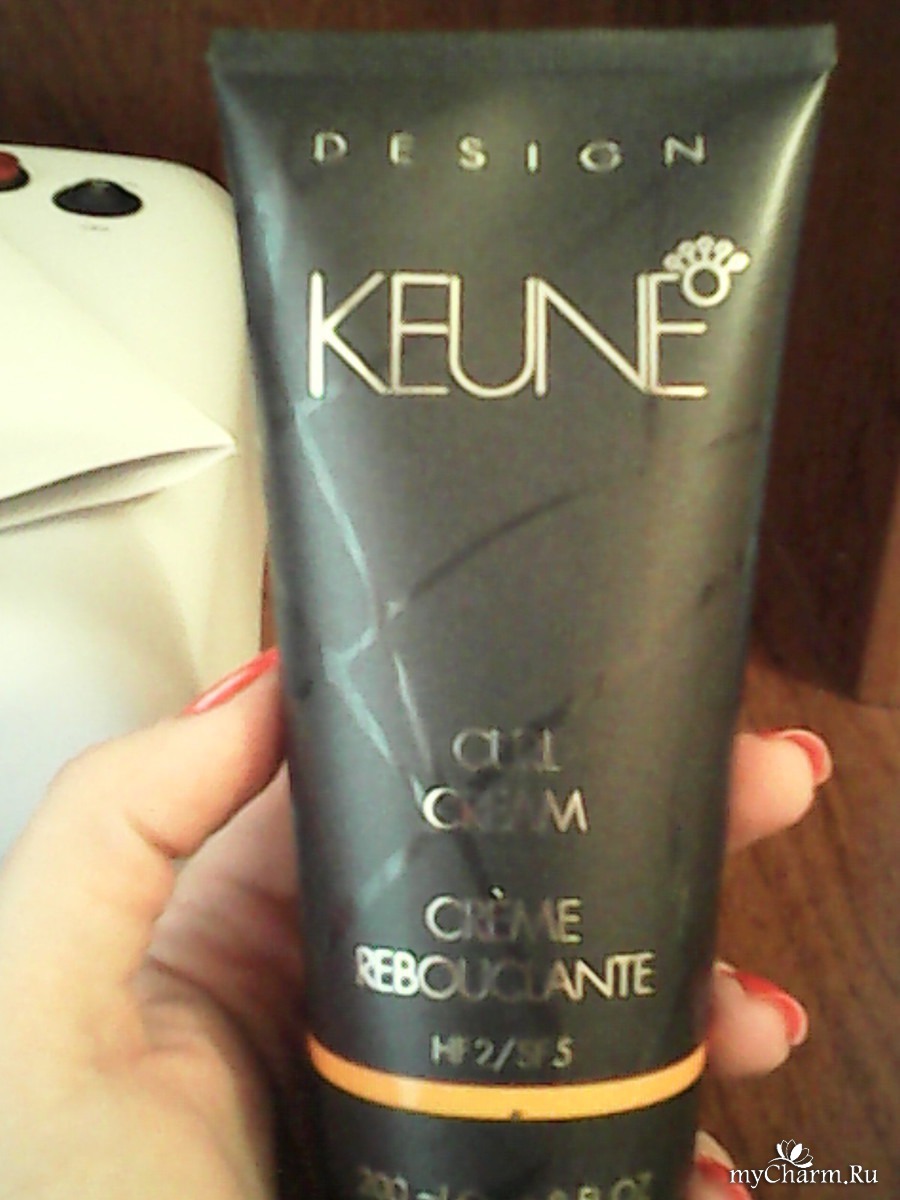 DESIGN
KEUNE
CURL
CREAM
CRÈME
REBOUCLANTE
HF2/SF5
myCharm.Ru